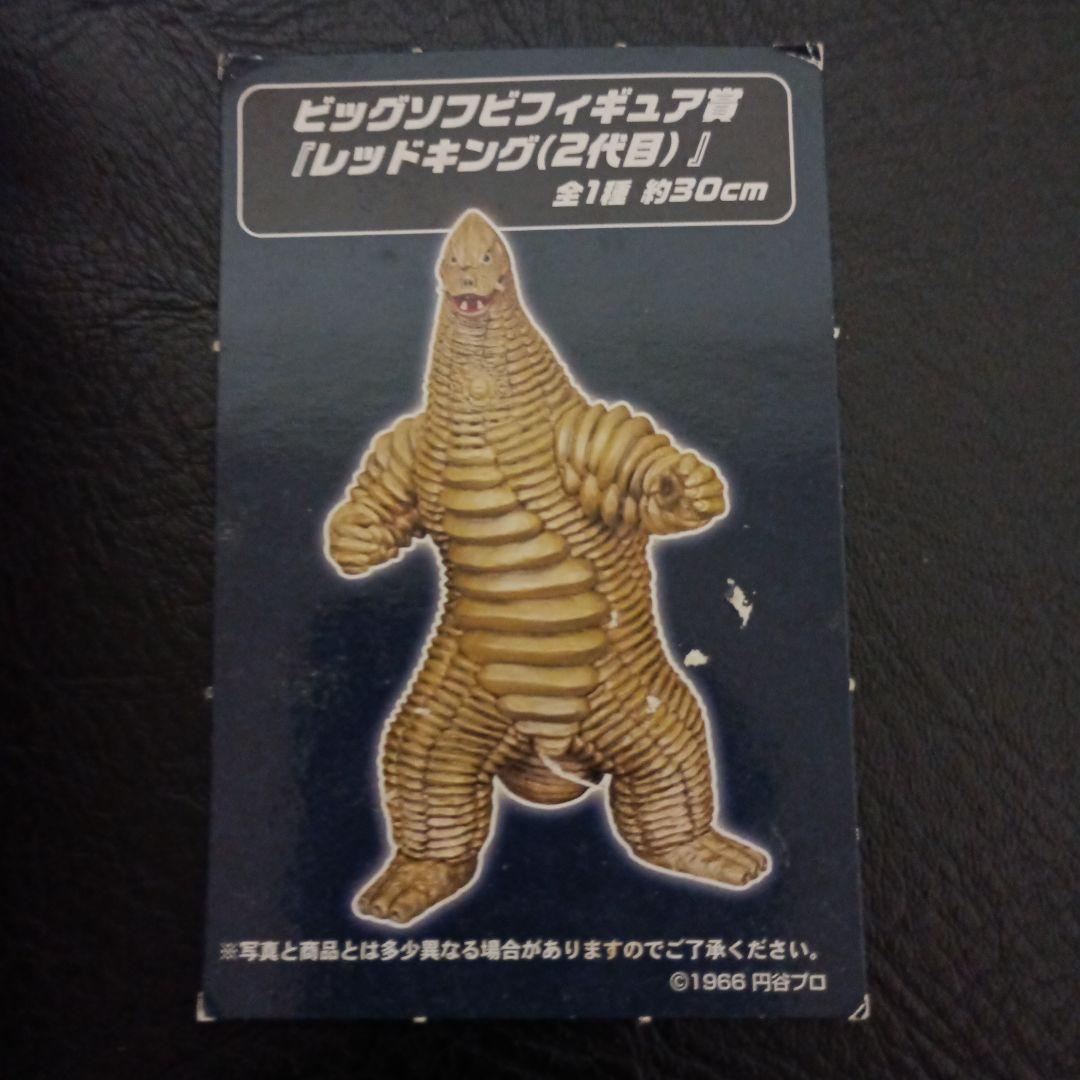 ビッグソフビフィギュア賞
『レッドキング(2代目)』
全1種 約30cm
※写真と商品とは多少異なる場合がありますのでご了承ください。
©1966 円谷プロ